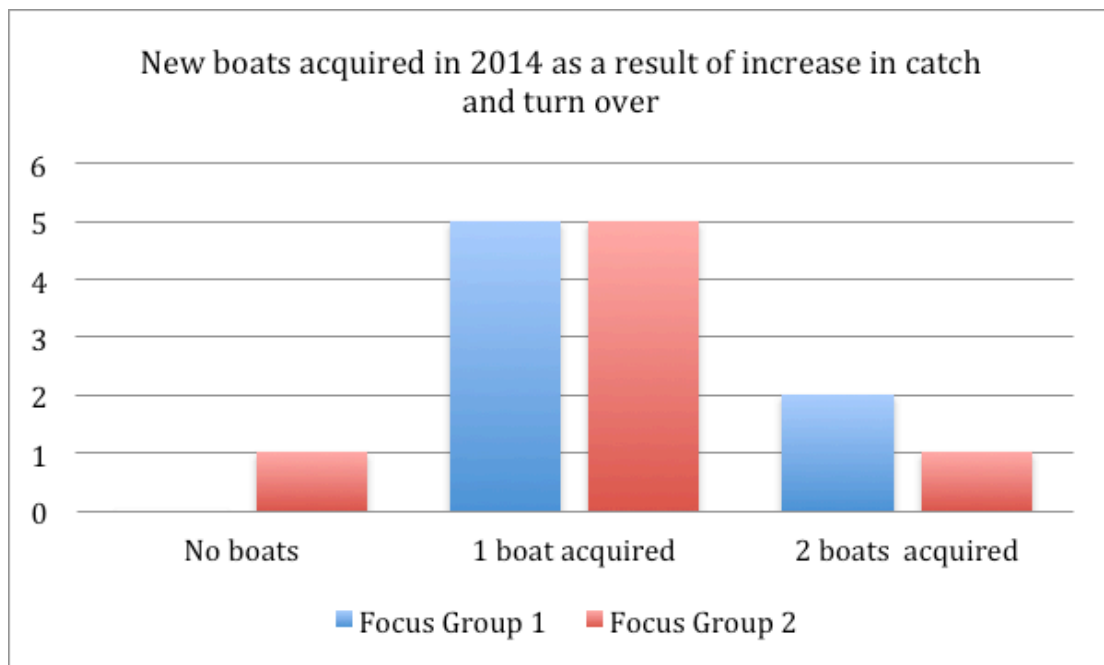 New boats acquired in 2014 as a result of increase in catch
and turn over
6
5
4
3
2
1
0
No boats
1 boat acquired
2 boats  acquired
Focus Group 1
Focus Group 2